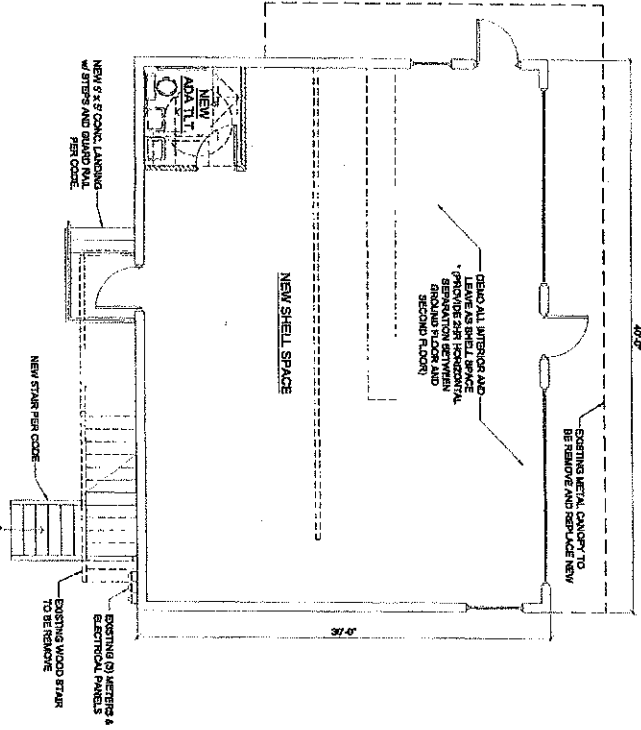 40'-0"
EXISTING METAL CANOPY TO
BE REMOVE AND REPLACE NEW
DEMO ALL INTERIOR AND
LEAVE AS SHELL SPACE
* (PROVIDE 2HR HORIZONTAL
SEPARATION BETWEEN
GROUND FLOOR AND
SECOND FLOOR)
NEW SHELL SPACE
NEW
ADA TLT
NEW 5' x 5' CONC. LANDING
W/ STEPS AND GUARD RAIL
PER CODE.
NEW STAIR PER CODE
EXISTING (3) METERS &
ELECTRICAL PANELS
EXISTING WOOD STAIR
TO BE REMOVE